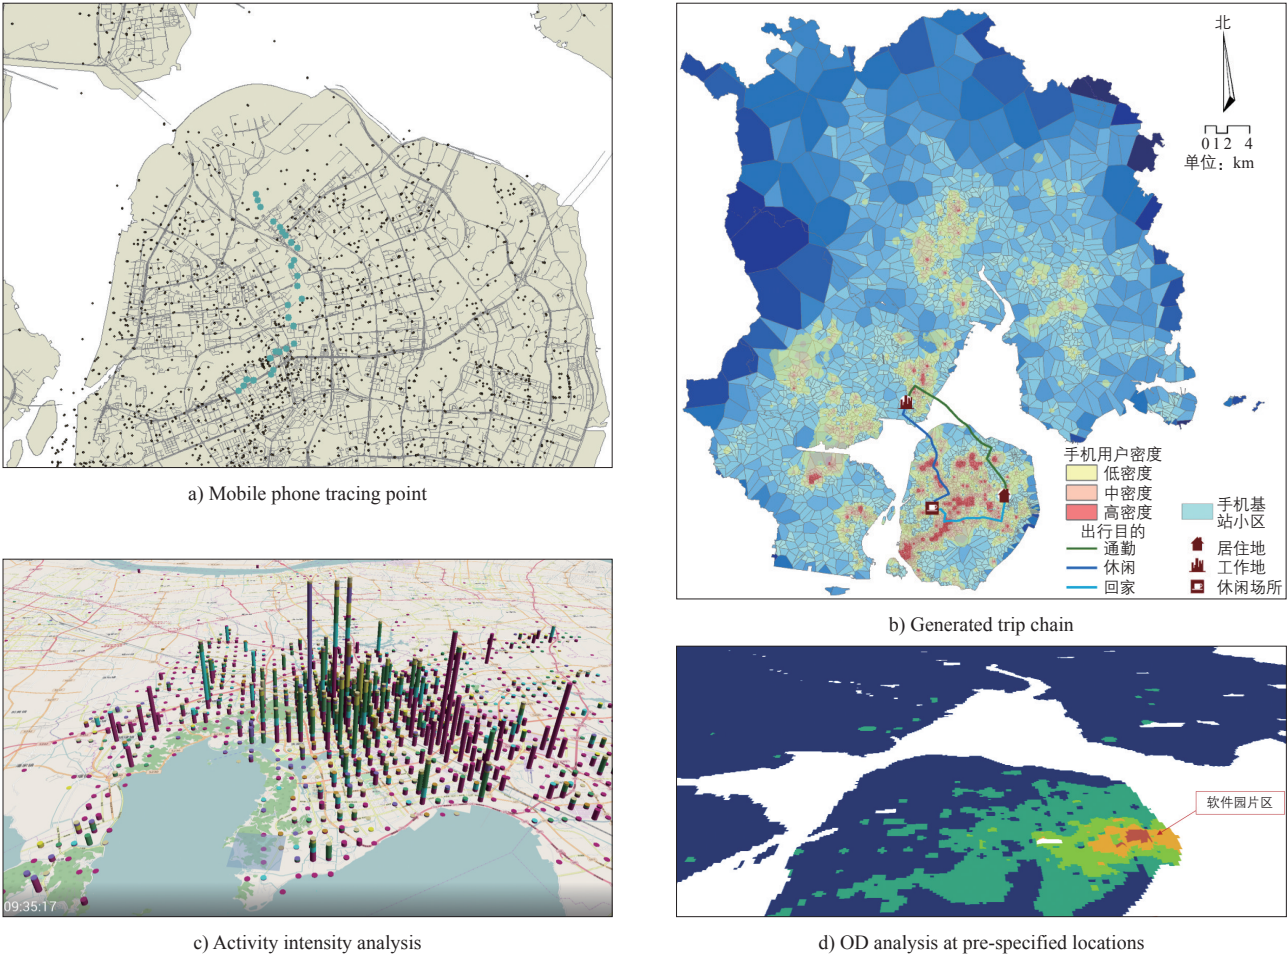 a) Mobile phone tracing point
北
0 1 2 4
单位：km
手机用户密度
低密度
中密度
高密度
出行目的
通勤
休闲
回家
手机基
站小区
居住地
工作地
休闲场所
b) Generated trip chain
09:35:17
c) Activity intensity analysis
软件园片区
d) OD analysis at pre-specified locations